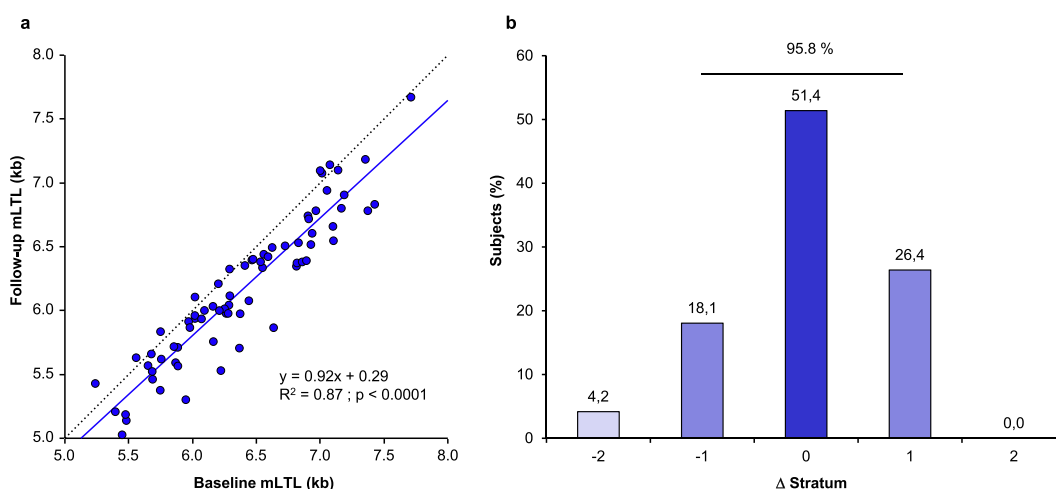 a
8.0
7.5
7.0
6.5
6.0
5.5
5.0
Follow-up mLTL (kb)
y = 0.92x + 0.29
R² = 0.87 ; p < 0.0001
5.0 5.5 6.0 6.5 7.0 7.5 8.0
Baseline mLTL (kb)
b
95.8 %
60
50
40
30
20
10
0
Subjects (%)
4,2
18,1
51,4
26,4
0,0
-2 -1 0 1 2
Δ Stratum